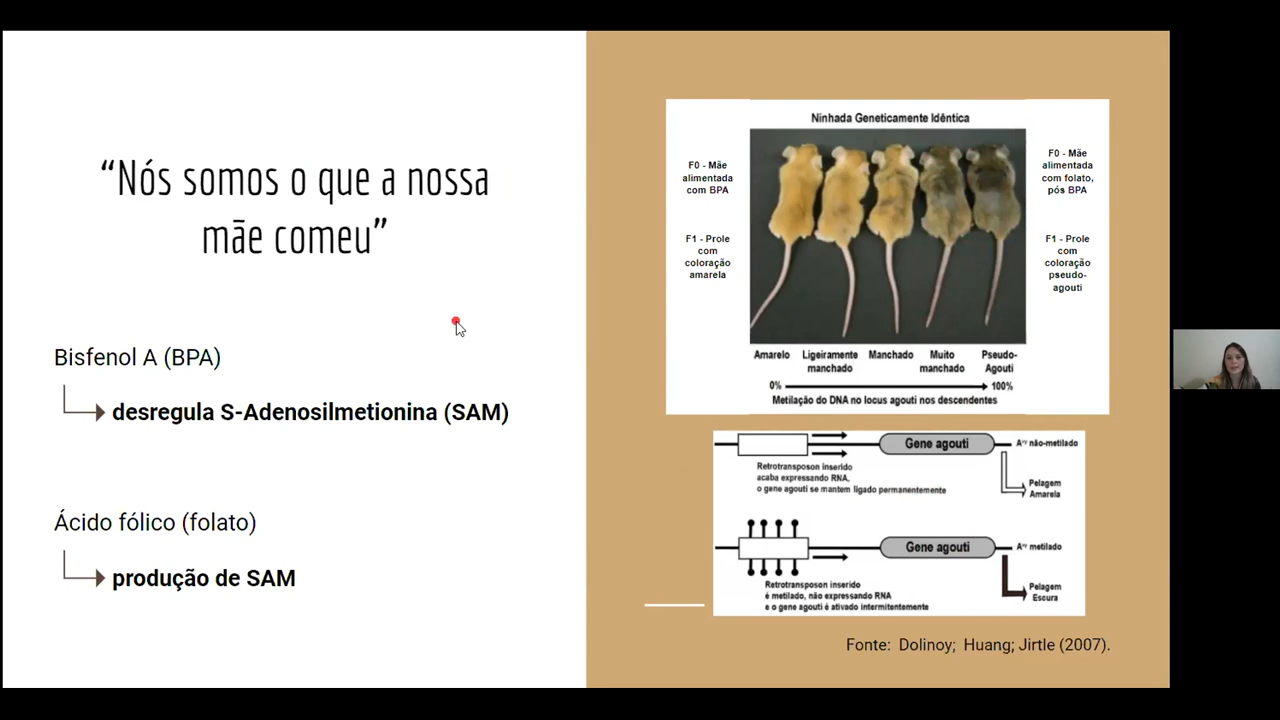 “Nós somos o que a nossa
mãe comeu”
Bisfenol A (BPA)
desregula S-Adenosilmetionina (SAM)
Ácido fólico (folato)
produção de SAM
Ninhada Geneticamente Idêntica
F0 - Mãe
alimentada
com BPA
F1 - Prole
com
coloração
amarela
F0 - Mãe
alimentada
com folato,
pós BPA
F1 - Prole
com
coloração
pseudo-
agouti
Amarelo
Ligeiramente
manchado
Manchado
Muito
manchado
Pseudo-
Agouti
0%
100%
Metilação do DNA no locus agouti nos descendentes
Gene agouti
Aᵛʸ não-metilado
Retrotransposon inserido
acaba expressando RNA,
o gene agouti se mantem ligado permanentemente
Pelagem
Amarela
Gene agouti
Aᵛʸ metilado
Retrotransposon inserido
é metilado, não expressando RNA
e o gene agouti é ativado intermitentemente
Pelagem
Escura
Fonte: Dolinoy; Huang; Jirtle (2007).